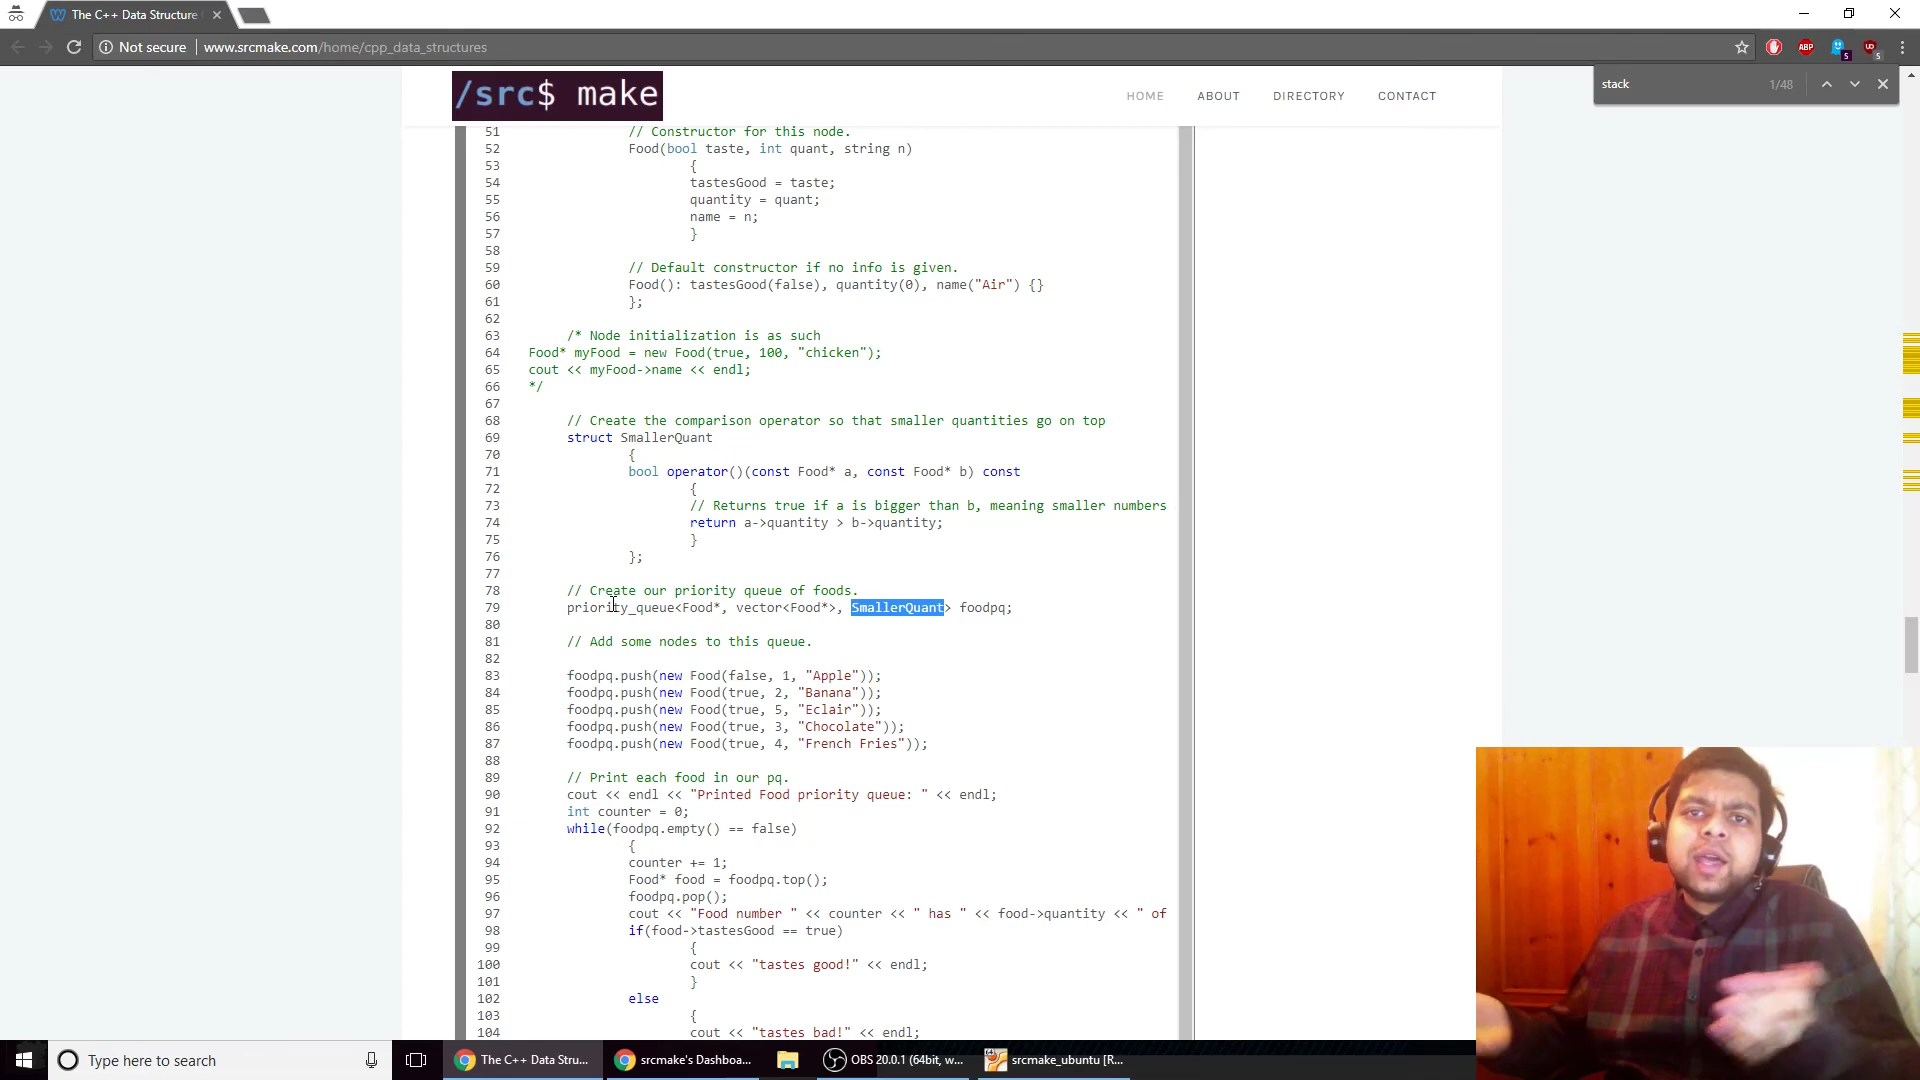 The C++ Data Structure
Not secure
www.srcmake.com/home/cpp_data_structures
ABP
5
UD
5
stack
1/48
/src$ make
HOME
ABOUT
DIRECTORY
CONTACT
51 // Constructor for this node.
52 Food(bool taste, int quant, string n)
53 {
54 tastesGood = taste;
55 quantity = quant;
56 name = n;
57 }
58
59 // Default constructor if no info is given.
60 Food(): tastesGood(false), quantity(0), name("Air") {}
61 };
62
63 /* Node initialization is as such
64 Food* myFood = new Food(true, 100, "chicken");
65 cout << myFood->name << endl;
66 */
67
68 // Create the comparison operator so that smaller quantities go on top
69 struct SmallerQuant
70 {
71 bool operator()(const Food* a, const Food* b) const
72 {
73 // Returns true if a is bigger than b, meaning smaller numbers
74 return a->quantity > b->quantity;
75 }
76 };
77
78 // Create our priority queue of foods.
79 priority_queue<Food*, vector<Food*>, SmallerQuant> foodpq;
80
81 // Add some nodes to this queue.
82
83 foodpq.push(new Food(false, 1, "Apple"));
84 foodpq.push(new Food(true, 2, "Banana"));
85 foodpq.push(new Food(true, 5, "Eclair"));
86 foodpq.push(new Food(true, 3, "Chocolate"));
87 foodpq.push(new Food(true, 4, "French Fries"));
88
89 // Print each food in our pq.
90 cout << endl << "Printed Food priority queue: " << endl;
91 int counter = 0;
92 while(foodpq.empty() == false)
93 {
94 counter += 1;
95 Food* food = foodpq.top();
96 foodpq.pop();
97 cout << "Food number " << counter << " has " << food->quantity << " of
98 if(food->tastesGood == true)
99 {
100 cout << "tastes good!" << endl;
101 }
102 else
103 {
104 cout << "tastes bad!" << endl;
Type here to search
The C++ Data Stru...
srcmake's Dashboa...
OBS 20.0.1 (64bit, w...
srcmake_ubuntu [R...